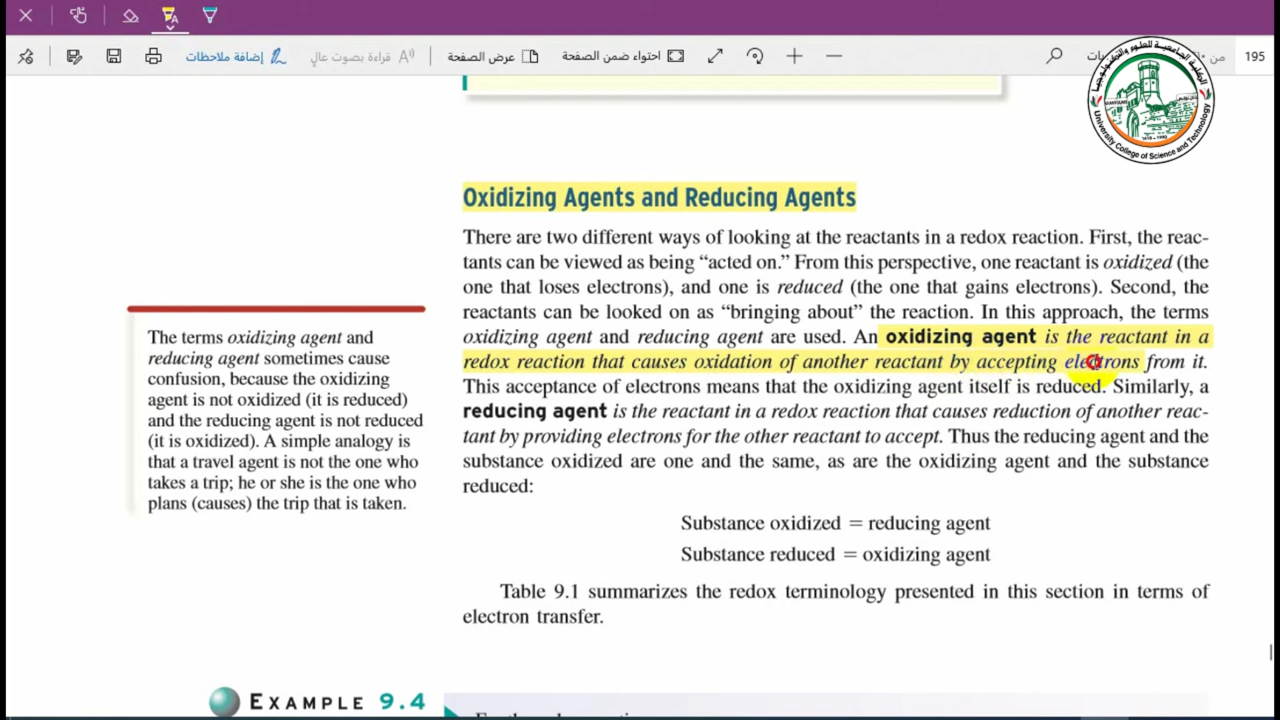 إضافة ملاحظات
قراءة بصوت عالٍ
عرض الصفحة
احتواء ضمن الصفحة
من
195
University College of Science and Technology
Oxidizing Agents and Reducing Agents
There are two different ways of looking at the reactants in a redox reaction. First, the reac-
tants can be viewed as being “acted on.” From this perspective, one reactant is oxidized (the
one that loses electrons), and one is reduced (the one that gains electrons). Second, the
reactants can be looked on as “bringing about” the reaction. In this approach, the terms
oxidizing agent and reducing agent are used. An oxidizing agent is the reactant in a
redox reaction that causes oxidation of another reactant by accepting electrons from it.
This acceptance of electrons means that the oxidizing agent itself is reduced. Similarly, a
reducing agent is the reactant in a redox reaction that causes reduction of another reac-
tant by providing electrons for the other reactant to accept. Thus the reducing agent and the
substance oxidized are one and the same, as are the oxidizing agent and the substance
reduced:
Substance oxidized = reducing agent
Substance reduced = oxidizing agent
Table 9.1 summarizes the redox terminology presented in this section in terms of
electron transfer.
The terms oxidizing agent and
reducing agent sometimes cause
confusion, because the oxidizing
agent is not oxidized (it is reduced)
and the reducing agent is not reduced
(it is oxidized). A simple analogy is
that a travel agent is not the one who
takes a trip; he or she is the one who
plans (causes) the trip that is taken.
EXAMPLE 9.4